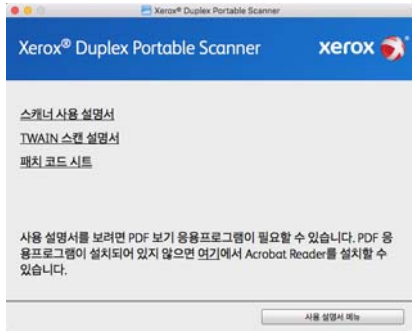 Xerox® Duplex Portable Scanner
Xerox® Duplex Portable Scanner
xerox
스캐너 사용 설명서
TWAIN 스캔 설명서
패치 코드 시트
사용 설명서를 보려면 PDF 보기 응용프로그램이 필요할 수 있습니다. PDF 응
용프로그램이 설치되어 있지 않으면 여기에서 Acrobat Reader를 설치할 수
있습니다.
사용 설명서 메뉴